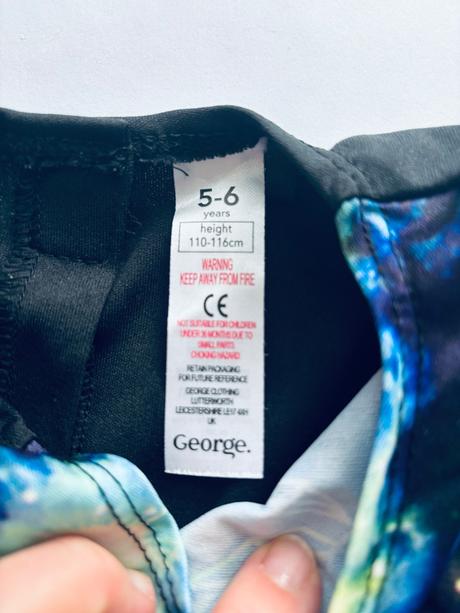 5-6
years
height
110-116cm
WARNING
KEEP AWAY FROM FIRE
CE
NOT SUITABLE FOR CHILDREN
UNDER 36 MONTHS DUE TO
SMALL PARTS
CHOKING HAZARD
RETAIN PACKAGING
FOR FUTURE REFERENCE
GEORGE CLOTHING
LUTTERWORTH
LEICESTERSHIRE LE17 4XH
UK
George.